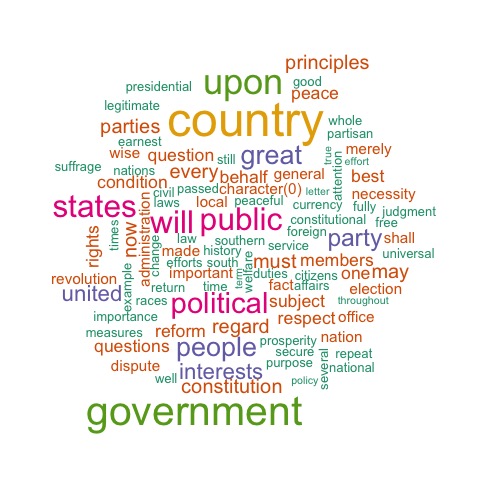 principles
presidential
upon
good
peace
legitimate
country
parties
whole
partisan
earnest
wise
question
still
great
true
merely
effort
suffrage
nations
every
behalf
general
attention
best
condition
civil
passed
character(0)
letter
necessity
laws
local
peaceful
currency
fully
judgment
states
administration
will
public
constitutional
free
rights
times
now
change
law
southern
foreign
party
shall
made
history
service
universal
efforts
south
welfare
must
members
revolution
important
term
duties
citizens
one
may
example
return
time
fact
affairs
election
united
races
political
subject
throughout
importance
regard
respect
office
measures
reform
prosperity
nation
questions
people
secure
repeat
dispute
purpose
several
national
interests
well
constitution
policy
government